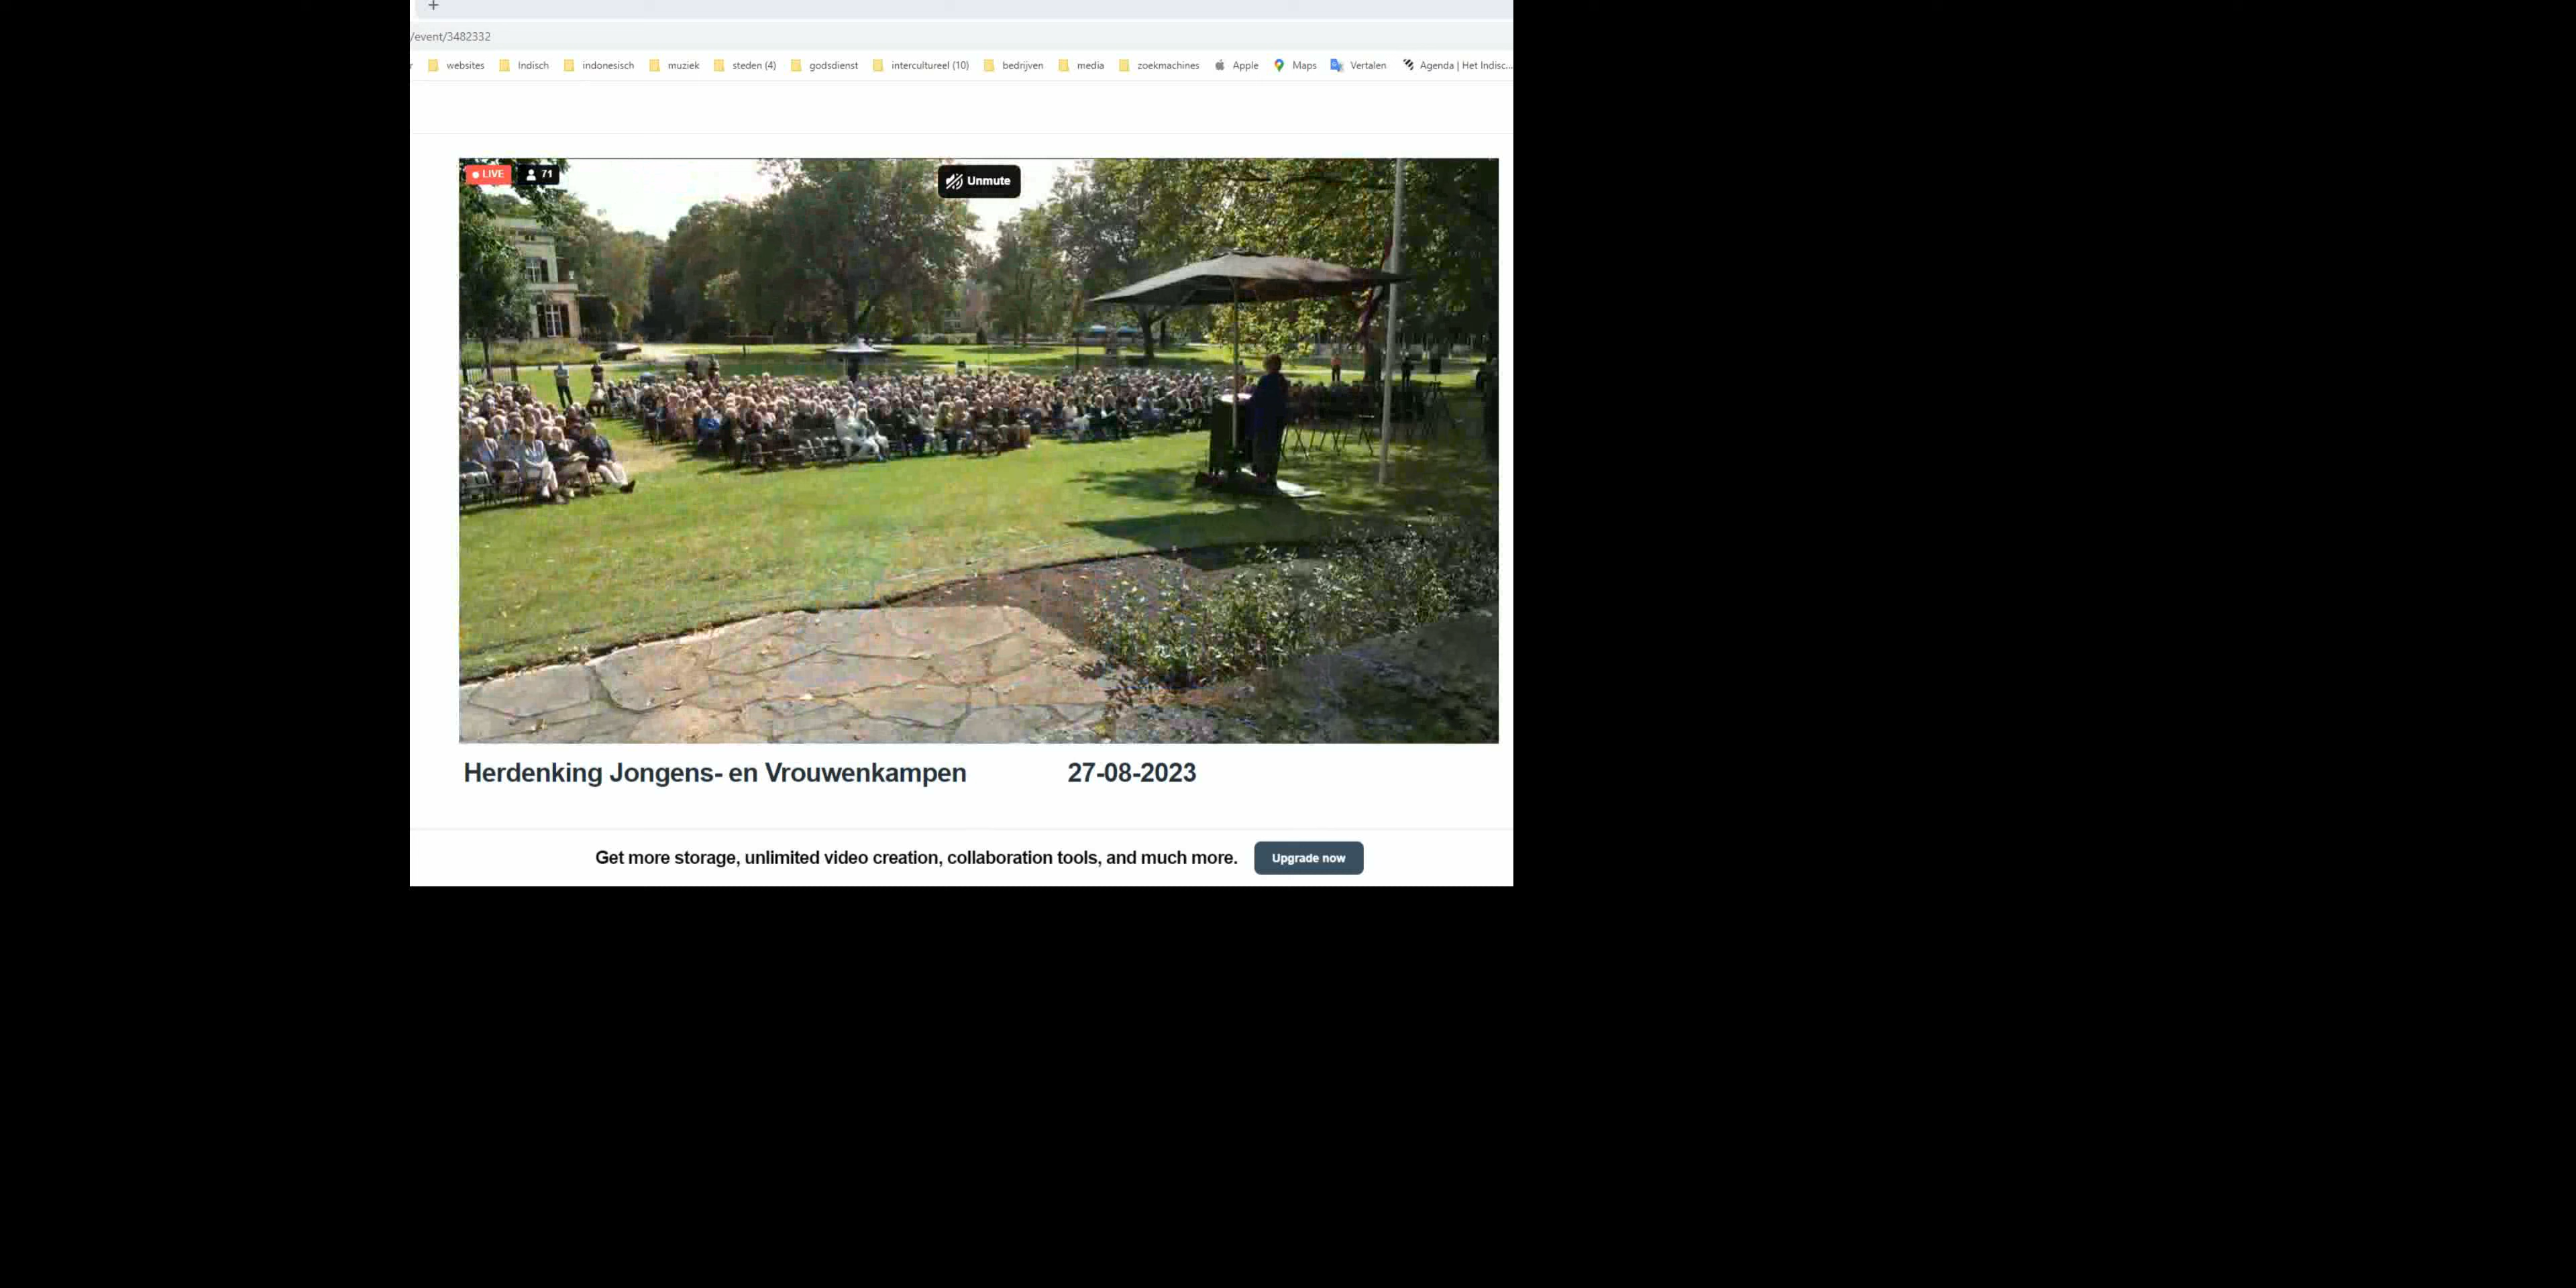 +
/event/3482332
websites Indisch indonesisch muziek steden (4) godsdienst intercultureel (10) bedrijven media zoekmachines Apple Maps Vertalen Agenda | Het Indisc...
LIVE 71 Unmute
Herdenking Jongens- en Vrouwenkampen 27-08-2023
Get more storage, unlimited video creation, collaboration tools, and much more. Upgrade now